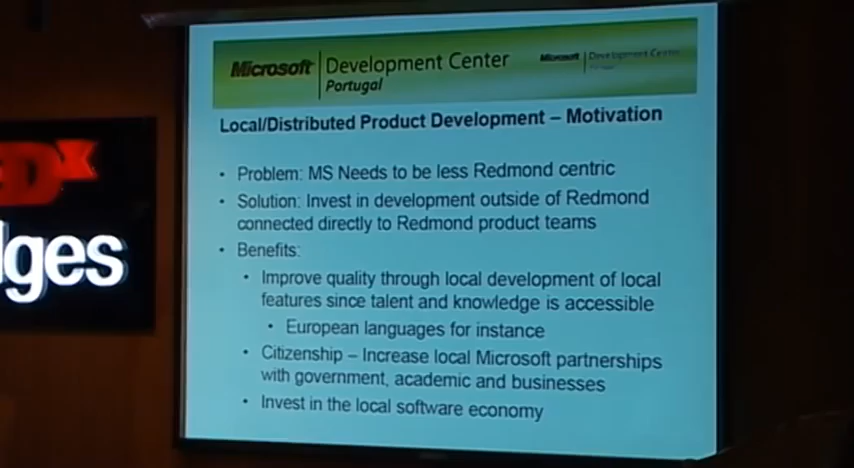 Microsoft Development Center
Portugal
Microsoft Development Center
Local/Distributed Product Development – Motivation
• Problem: MS Needs to be less Redmond centric
• Solution: Invest in development outside of Redmond
connected directly to Redmond product teams
• Benefits:
• Improve quality through local development of local
features since talent and knowledge is accessible
• European languages for instance
• Citizenship – Increase local Microsoft partnerships
with government, academic and businesses
• Invest in the local software economy
EDx
dges